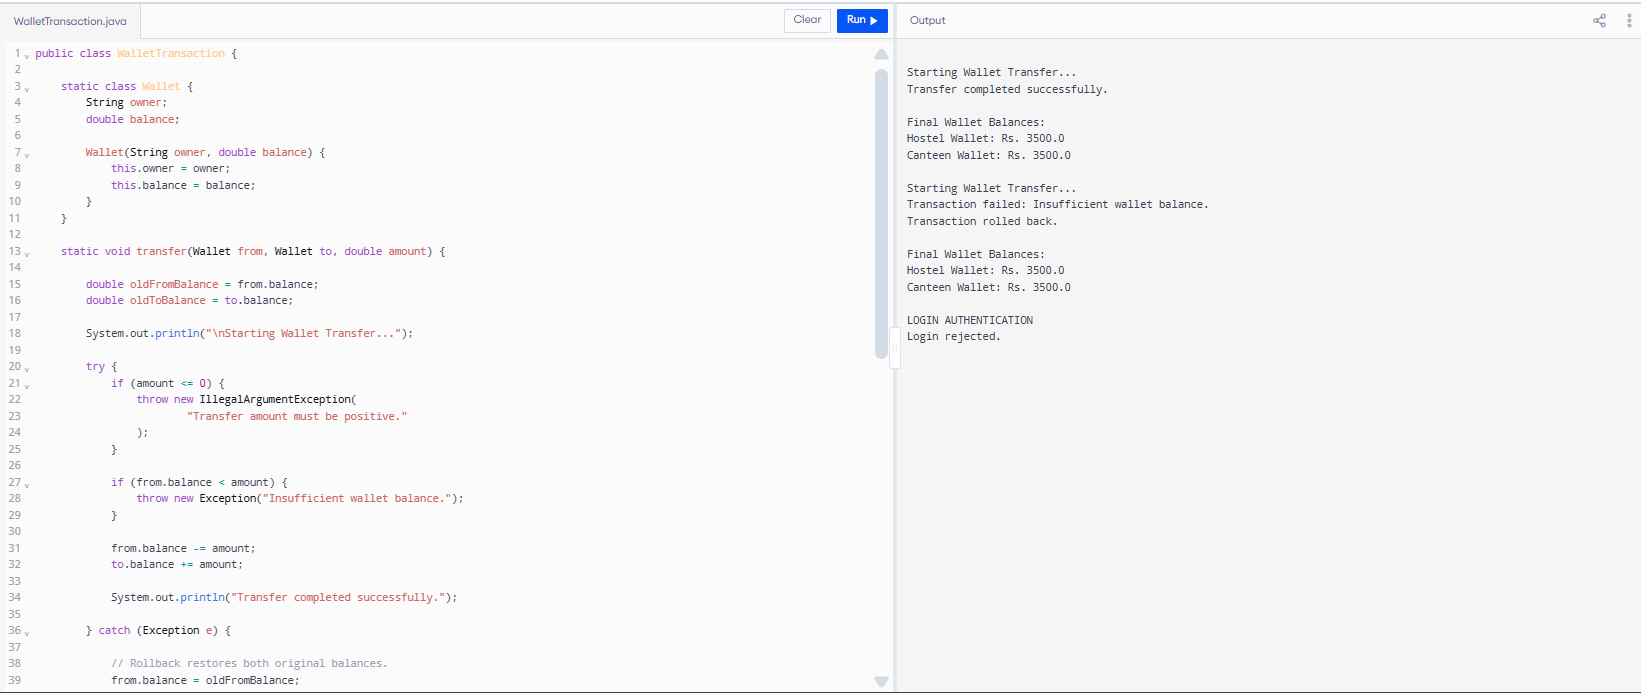 WalletTransaction.java
Clear
Run
1 public class WalletTransaction {
2
3     static class Wallet {
4         String owner;
5         double balance;
6
7         Wallet(String owner, double balance) {
8             this.owner = owner;
9             this.balance = balance;
10         }
11     }
12
13     static void transfer(Wallet from, Wallet to, double amount) {
14
15         double oldFromBalance = from.balance;
16         double oldToBalance = to.balance;
17
18         System.out.println("\nStarting Wallet Transfer...");
19
20         try {
21             if (amount <= 0) {
22                 throw new IllegalArgumentException(
23                         "Transfer amount must be positive."
24                 );
25             }
26
27             if (from.balance < amount) {
28                 throw new Exception("Insufficient wallet balance.");
29             }
30
31             from.balance -= amount;
32             to.balance += amount;
33
34             System.out.println("Transfer completed successfully.");
35
36         } catch (Exception e) {
37
38             // Rollback restores both original balances.
39             from.balance = oldFromBalance;
Output
Starting Wallet Transfer...
Transfer completed successfully.
Final Wallet Balances:
Hostel Wallet: Rs. 3500.0
Canteen Wallet: Rs. 3500.0
Starting Wallet Transfer...
Transaction failed: Insufficient wallet balance.
Transaction rolled back.
Final Wallet Balances:
Hostel Wallet: Rs. 3500.0
Canteen Wallet: Rs. 3500.0
LOGIN AUTHENTICATION
Login rejected.